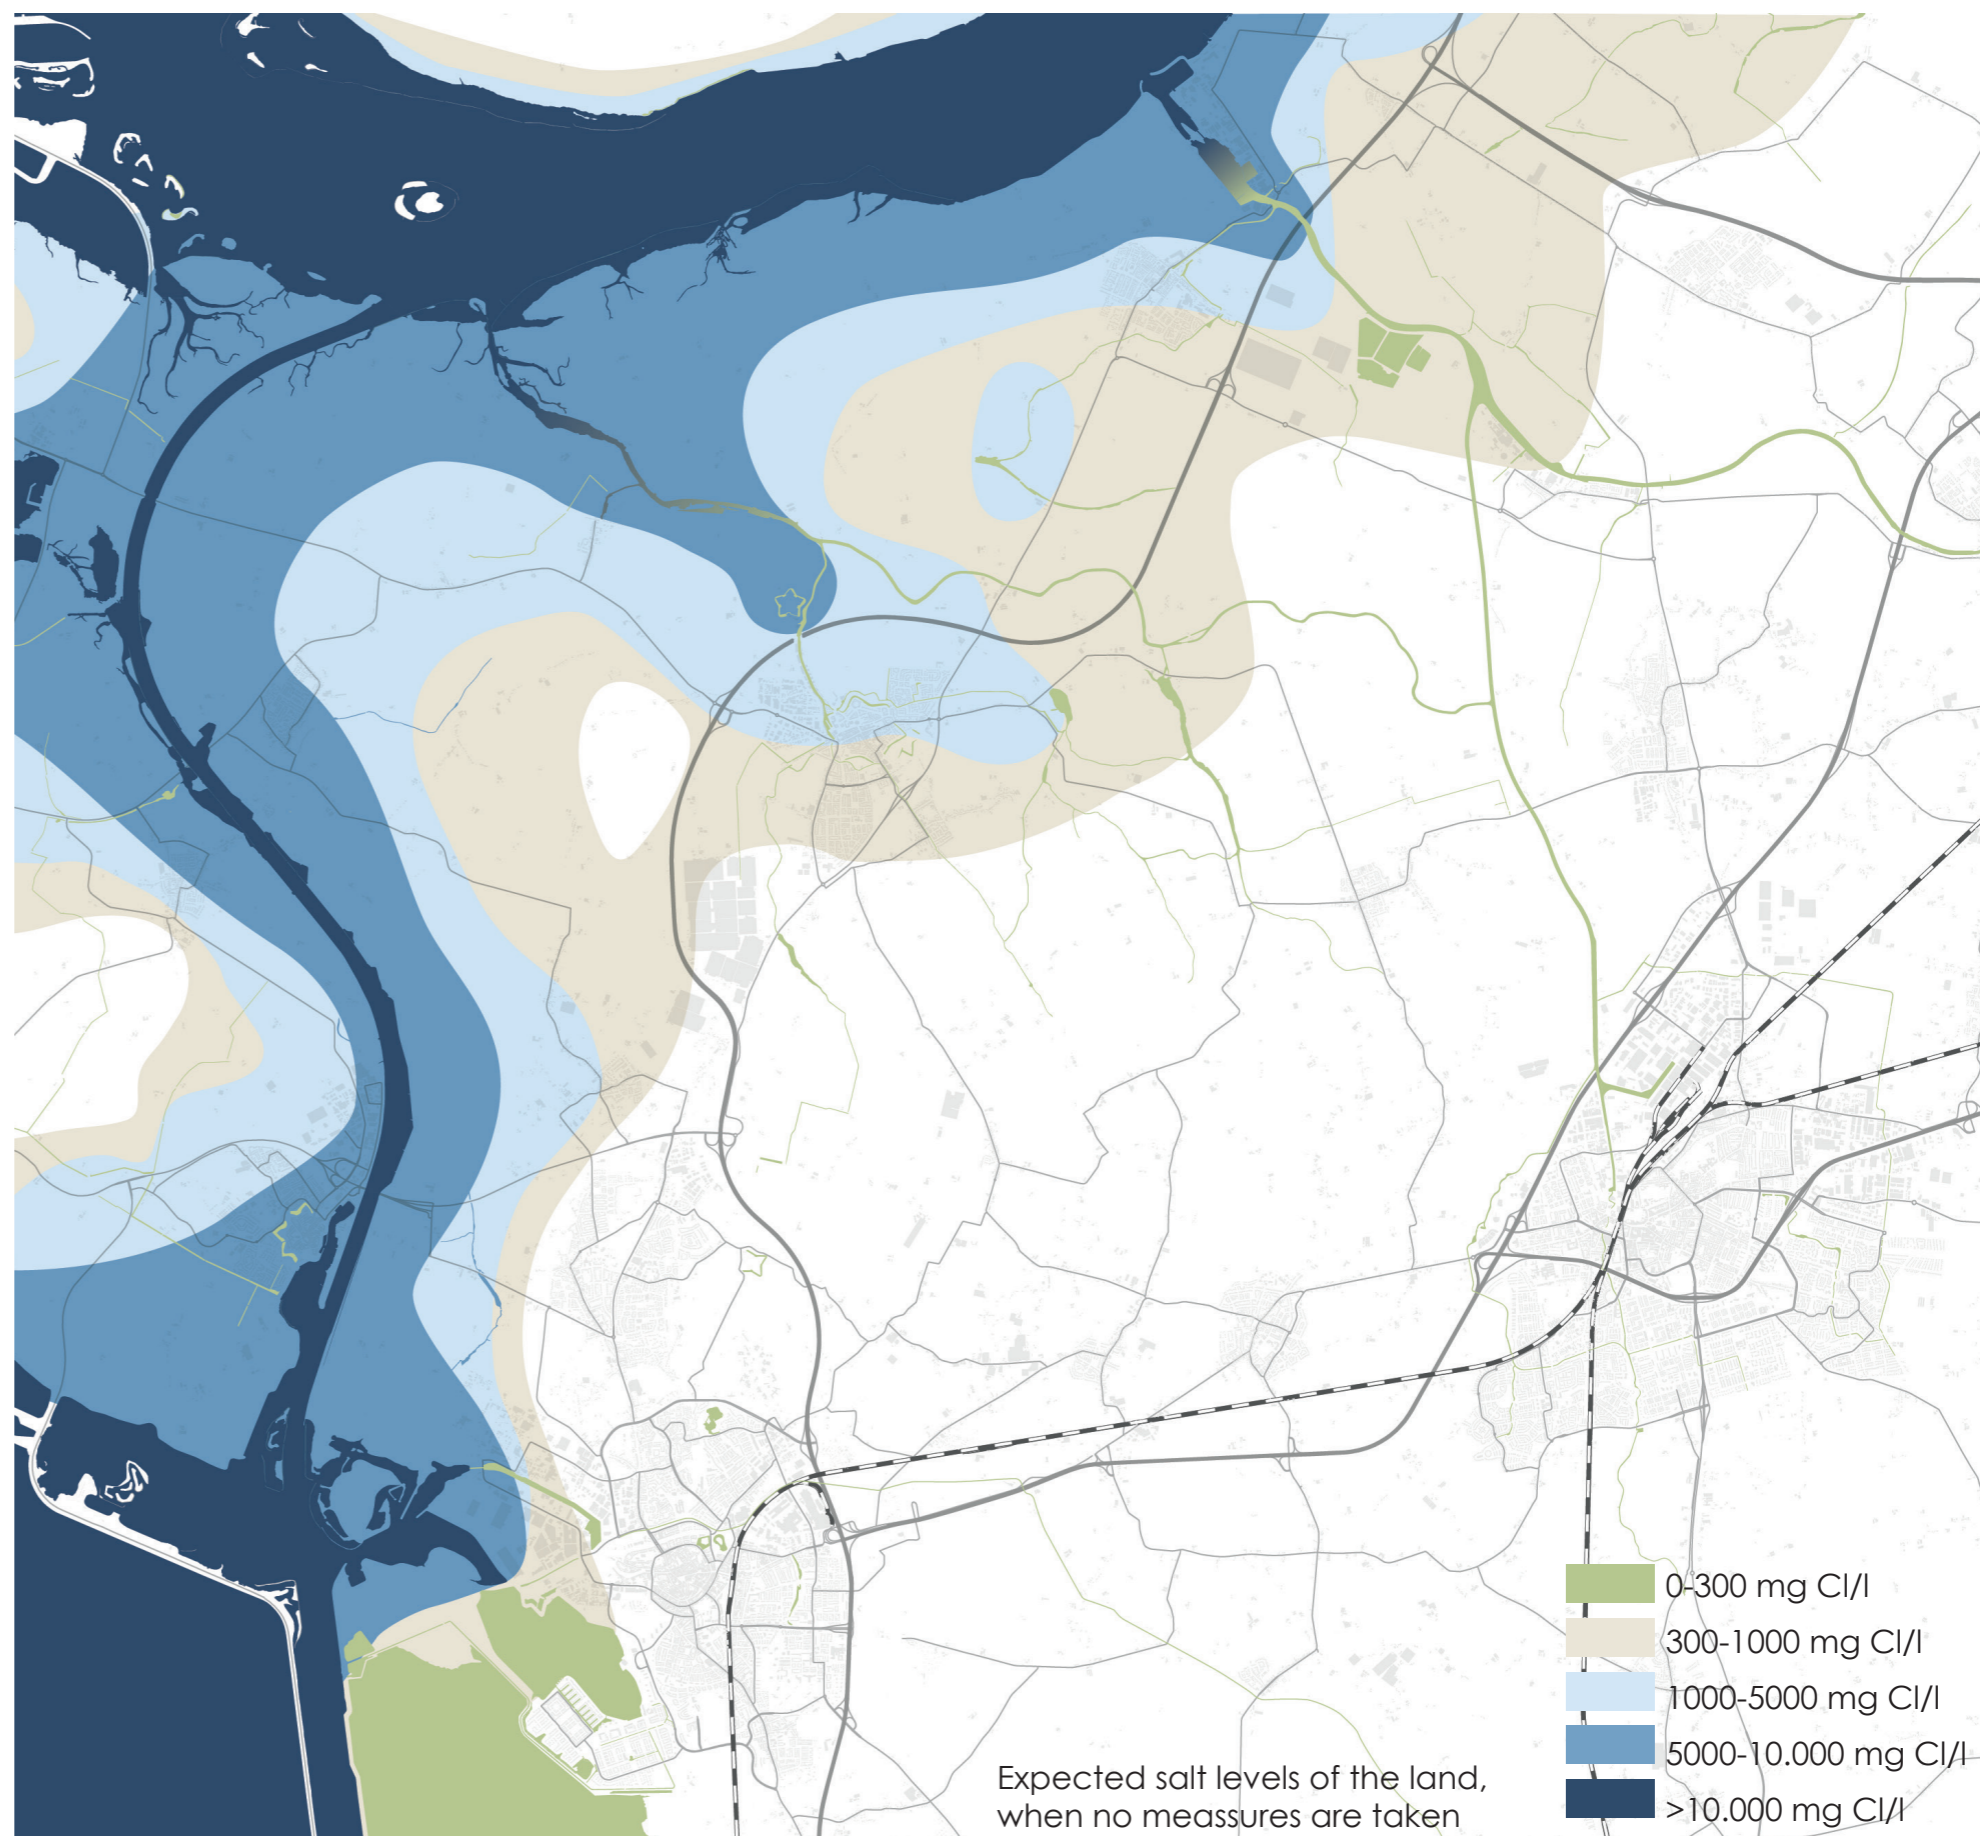 0-300 mg Cl/l
300-1000 mg Cl/l
1000-5000 mg Cl/l
5000-10.000 mg Cl/l
>10.000 mg Cl/l
Expected salt levels of the land,
when no meassures are taken